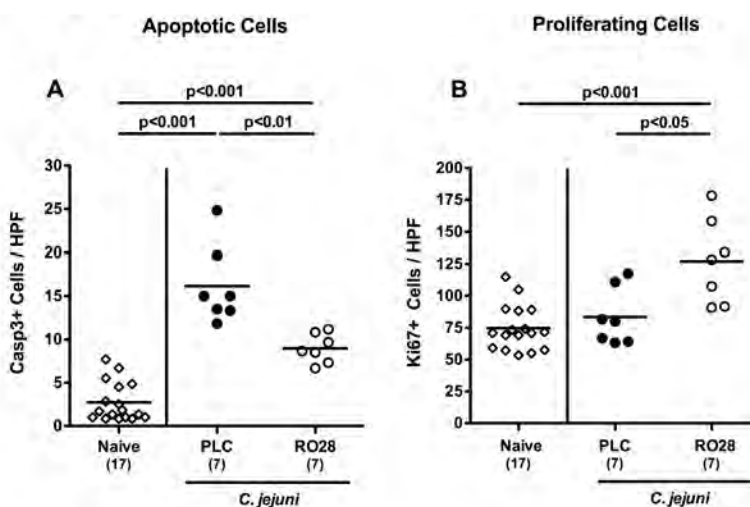 Apoptotic Cells
A
p<0.001
p<0.001
p<0.01
Casp3+ Cells / HPF
30
25
20
15
10
5
0
Naive
(17)
PLC
(7)
RO28
(7)
C. jejuni
Proliferating Cells
B
p<0.001
p<0.05
Ki67+ Cells / HPF
200
175
150
125
100
75
50
25
0
Naive
(17)
PLC
(7)
RO28
(7)
C. jejuni